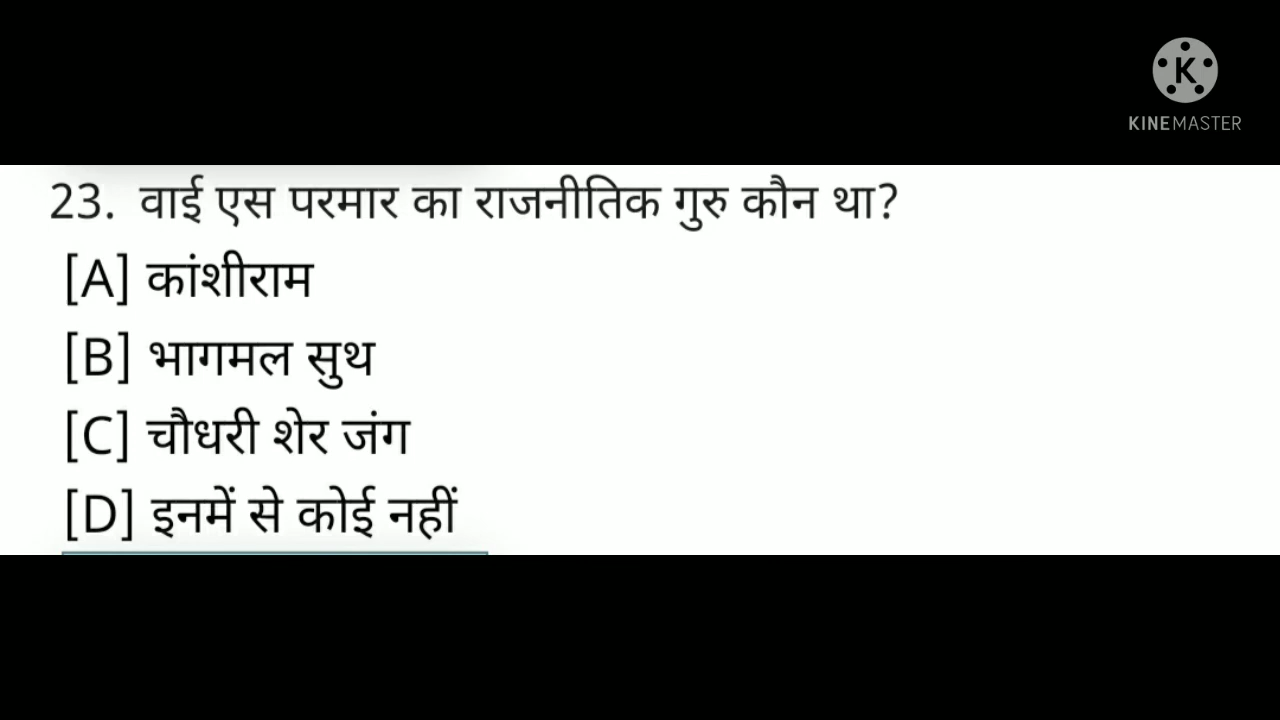 K
KINEMASTER
23. वाई एस परमार का राजनीतिक गुरु कौन था?
[A] कांशीराम
[B] भागमल सुथ
[C] चौधरी शेर जंग
[D] इनमें से कोई नहीं